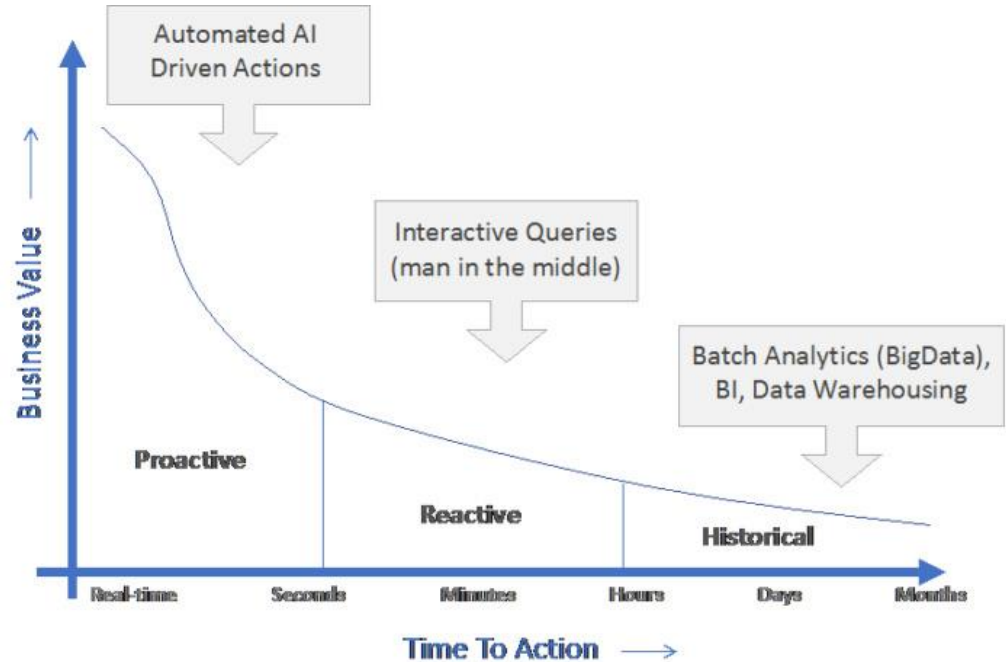 Automated AI
Driven Actions
Interactive Queries
(man in the middle)
Batch Analytics (BigData),
BI, Data Warehousing
Business Value
Proactive
Reactive
Historical
Real-time
Seconds
Minutes
Hours
Days
Months
Time To Action